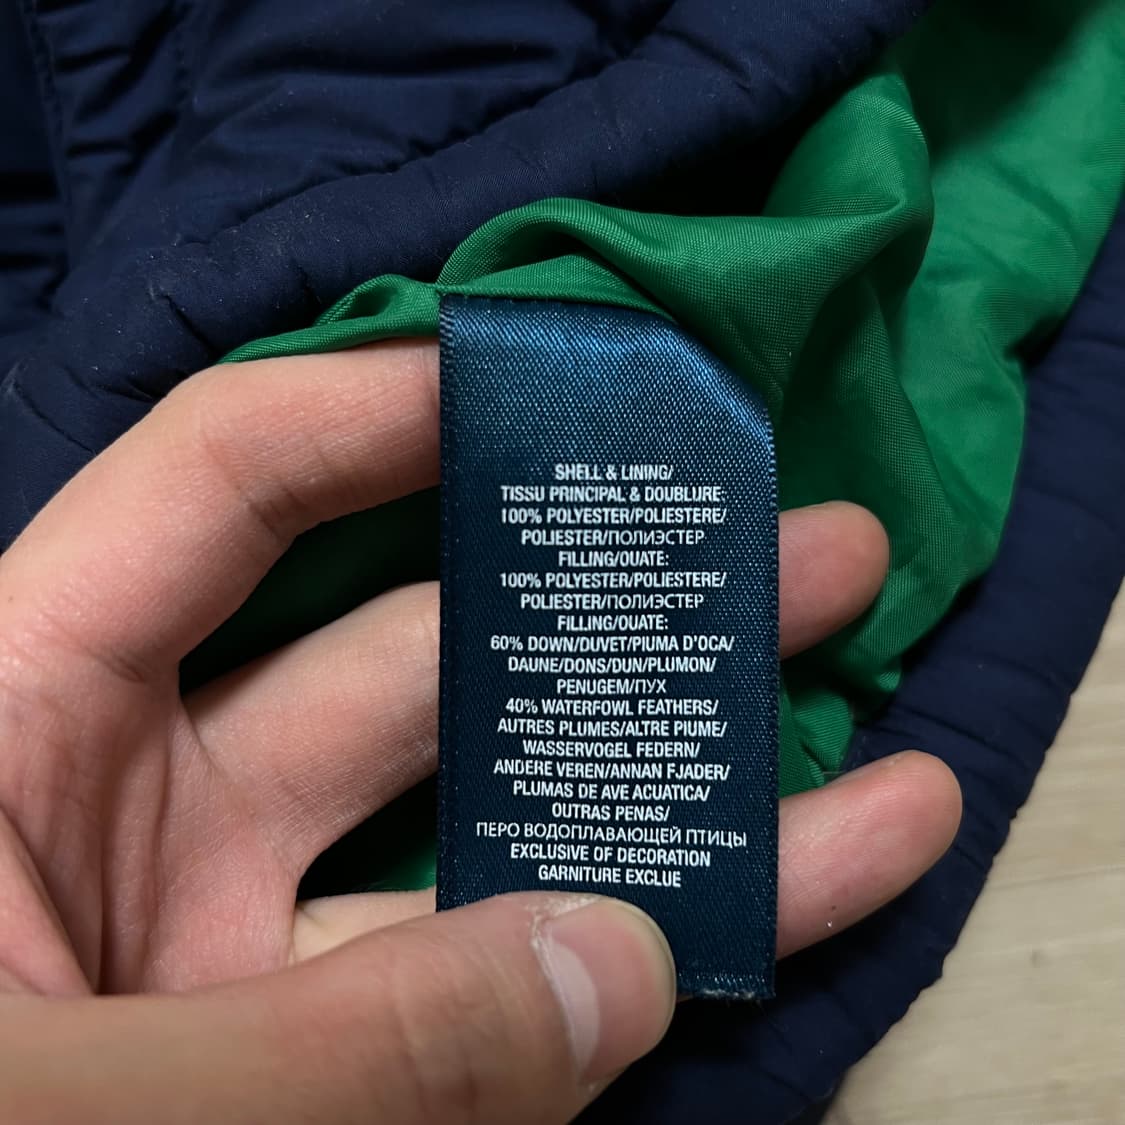 SHELL & LINING/
TISSU PRINCIPAL & DOUBLURE:
100% POLYESTER/POLIESTERE/
POLIESTER/ПОЛИЭСТЕР
FILLING/OUATE:
100% POLYESTER/POLIESTERE/
POLIESTER/ПОЛИЭСТЕР
FILLING/OUATE:
60% DOWN/DUVET/PIUMA D'OCA/
DAUNE/DONS/DUN/PLUMON/
PENUGEM/ПУХ
40% WATERFOWL FEATHERS/
AUTRES PLUMES/ALTRE PIUME/
WASSERVOGEL FEDERN/
ANDERE VEREN/ANNAN FJADER/
PLUMAS DE AVE ACUATICA/
OUTRAS PENAS/
ПЕРО ВОДОПЛАВАЮЩЕЙ ПТИЦЫ
EXCLUSIVE OF DECORATION
GARNITURE EXCLUE